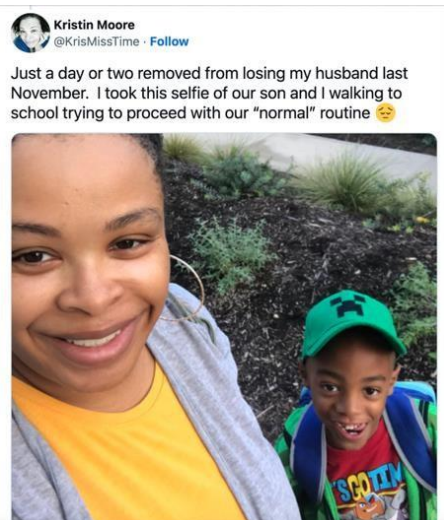 Kristin Moore
@KrisMissTime · Follow
Just a day or two removed from losing my husband last
November. I took this selfie of our son and I walking to
school trying to proceed with our “normal” routine 😔
'SGOTIM